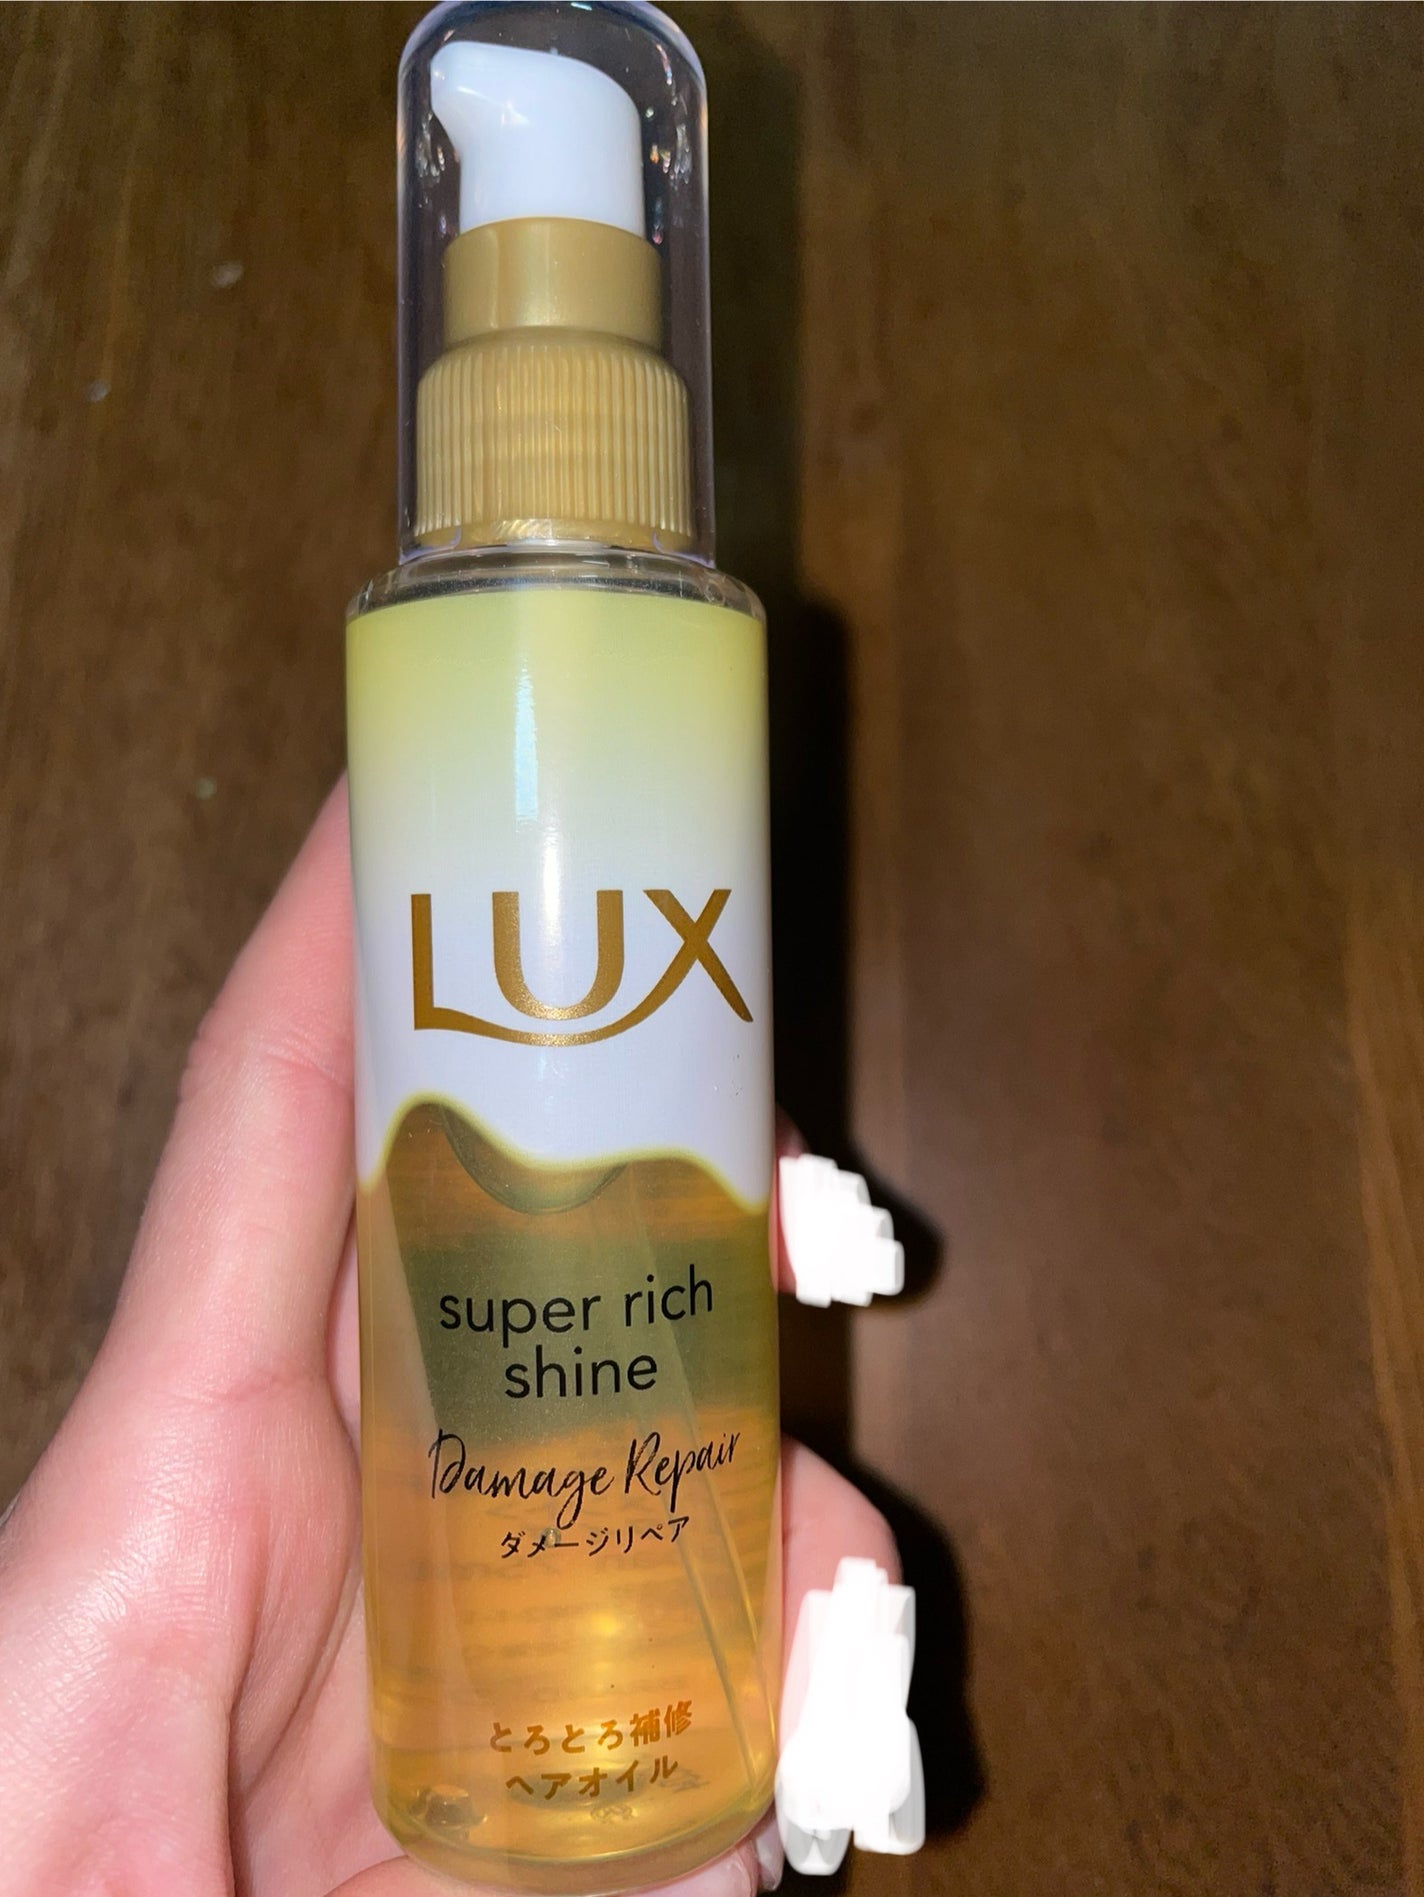 LUX
super rich
shine
Damage Repair
ダメージリペア
とろとろ補修
ヘアオイル